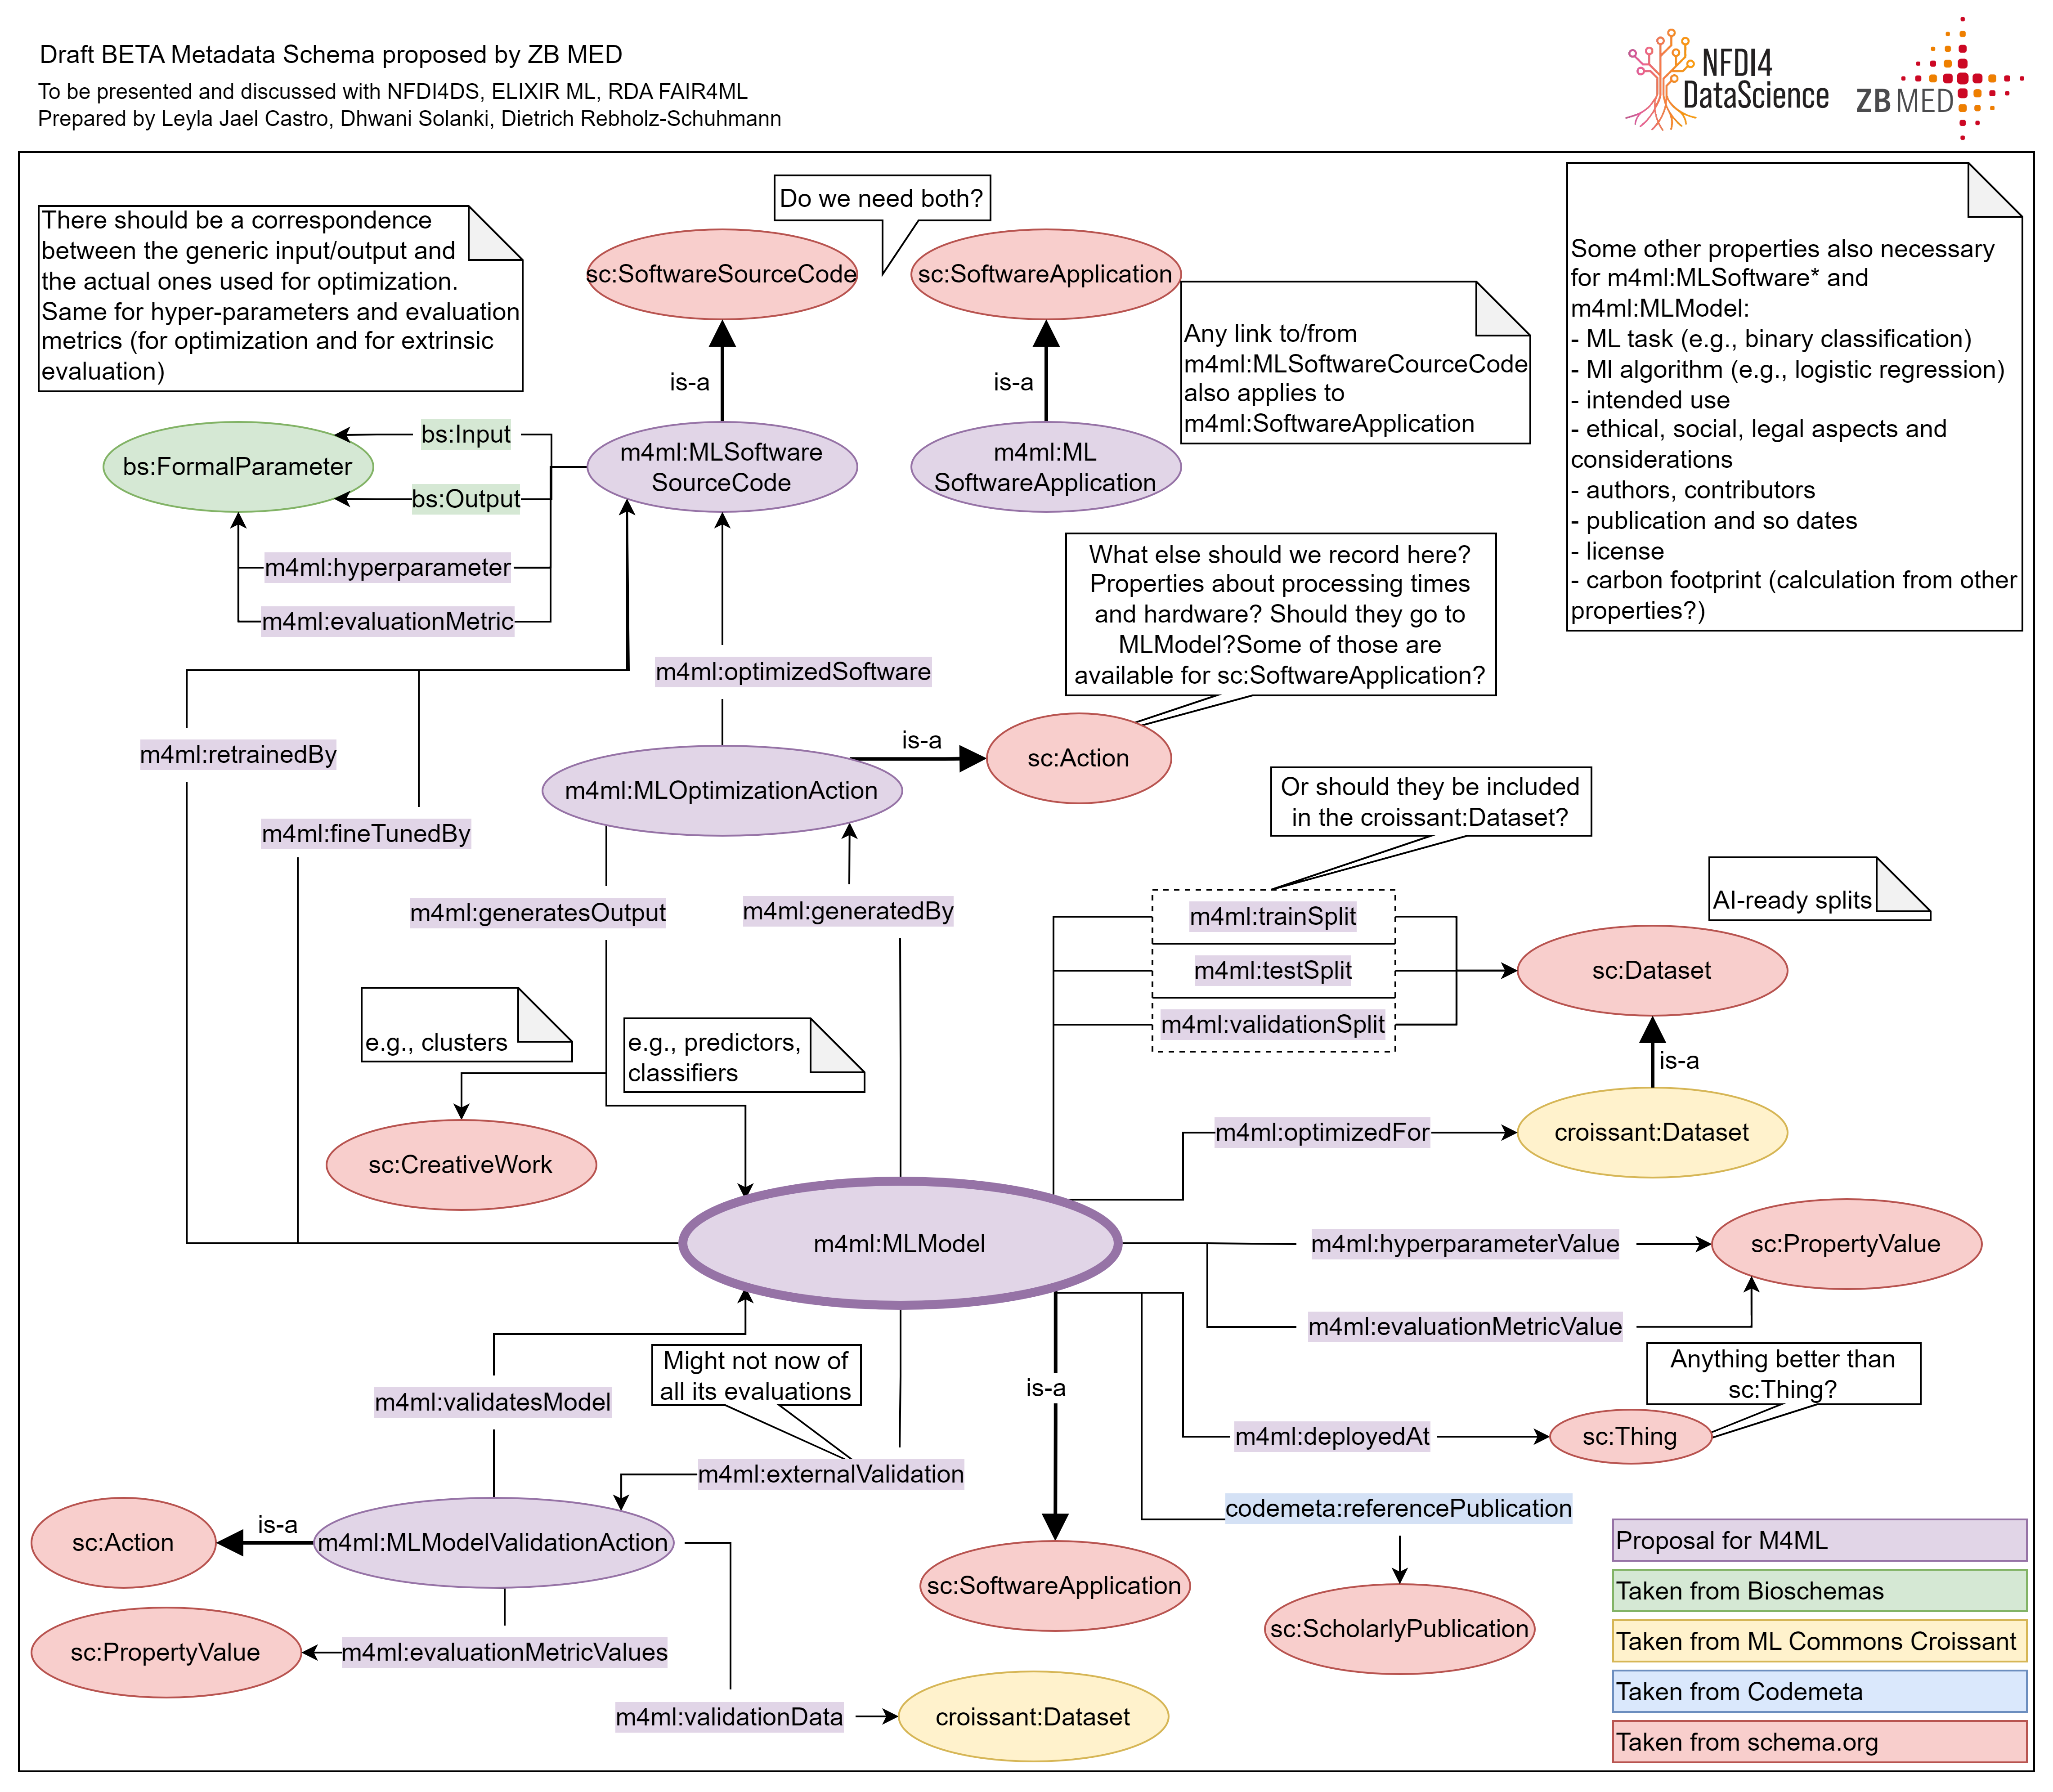 Draft BETA Metadata Schema proposed by ZB MED
To be presented and discussed with NFDI4DS, ELIXIR ML, RDA FAIR4ML
Prepared by Leyla Jael Castro, Dhwani Solanki, Dietrich Rebholz-Schuhmann
NFDI4
DataScience
ZB MED
There should be a correspondence
between the generic input/output and
the actual ones used for optimization.
Same for hyper-parameters and evaluation
metrics (for optimization and for extrinsic
evaluation)
Do we need both?
sc:SoftwareSourceCode
sc:SoftwareApplication
Any link to/from
m4ml:MLSoftwareCourceCode
also applies to
m4ml:SoftwareApplication
Some other properties also necessary
for m4ml:MLSoftware* and
m4ml:MLModel:
- ML task (e.g., binary classification)
- Ml algorithm (e.g., logistic regression)
- intended use
- ethical, social, legal aspects and
considerations
- authors, contributors
- publication and so dates
- license
- carbon footprint (calculation from other
properties?)
is-a
is-a
bs:FormalParameter
bs:Input
bs:Output
m4ml:hyperparameter
m4ml:evaluationMetric
m4ml:MLSoftware
SourceCode
m4ml:ML
SoftwareApplication
What else should we record here?
Properties about processing times
and hardware? Should they go to
MLModel?Some of those are
available for sc:SoftwareApplication?
m4ml:optimizedSoftware
m4ml:retrainedBy
m4ml:fineTunedBy
m4ml:MLOptimizationAction
is-a
sc:Action
Or should they be included
in the croissant:Dataset?
AI-ready splits
m4ml:generatesOutput
m4ml:generatedBy
m4ml:trainSplit
m4ml:testSplit
m4ml:validationSplit
sc:Dataset
is-a
e.g., clusters
e.g., predictors,
classifiers
sc:CreativeWork
m4ml:optimizedFor
croissant:Dataset
m4ml:MLModel
m4ml:hyperparameterValue
sc:PropertyValue
m4ml:evaluationMetricValue
Anything better than
sc:Thing?
m4ml:validatesModel
Might not now of
all its evaluations
is-a
m4ml:deployedAt
sc:Thing
m4ml:externalValidation
codemeta:referencePublication
sc:Action
is-a
m4ml:MLModelValidationAction
sc:SoftwareApplication
sc:ScholarlyPublication
sc:PropertyValue
m4ml:evaluationMetricValues
m4ml:validationData
croissant:Dataset
Proposal for M4ML
Taken from Bioschemas
Taken from ML Commons Croissant
Taken from Codemeta
Taken from schema.org